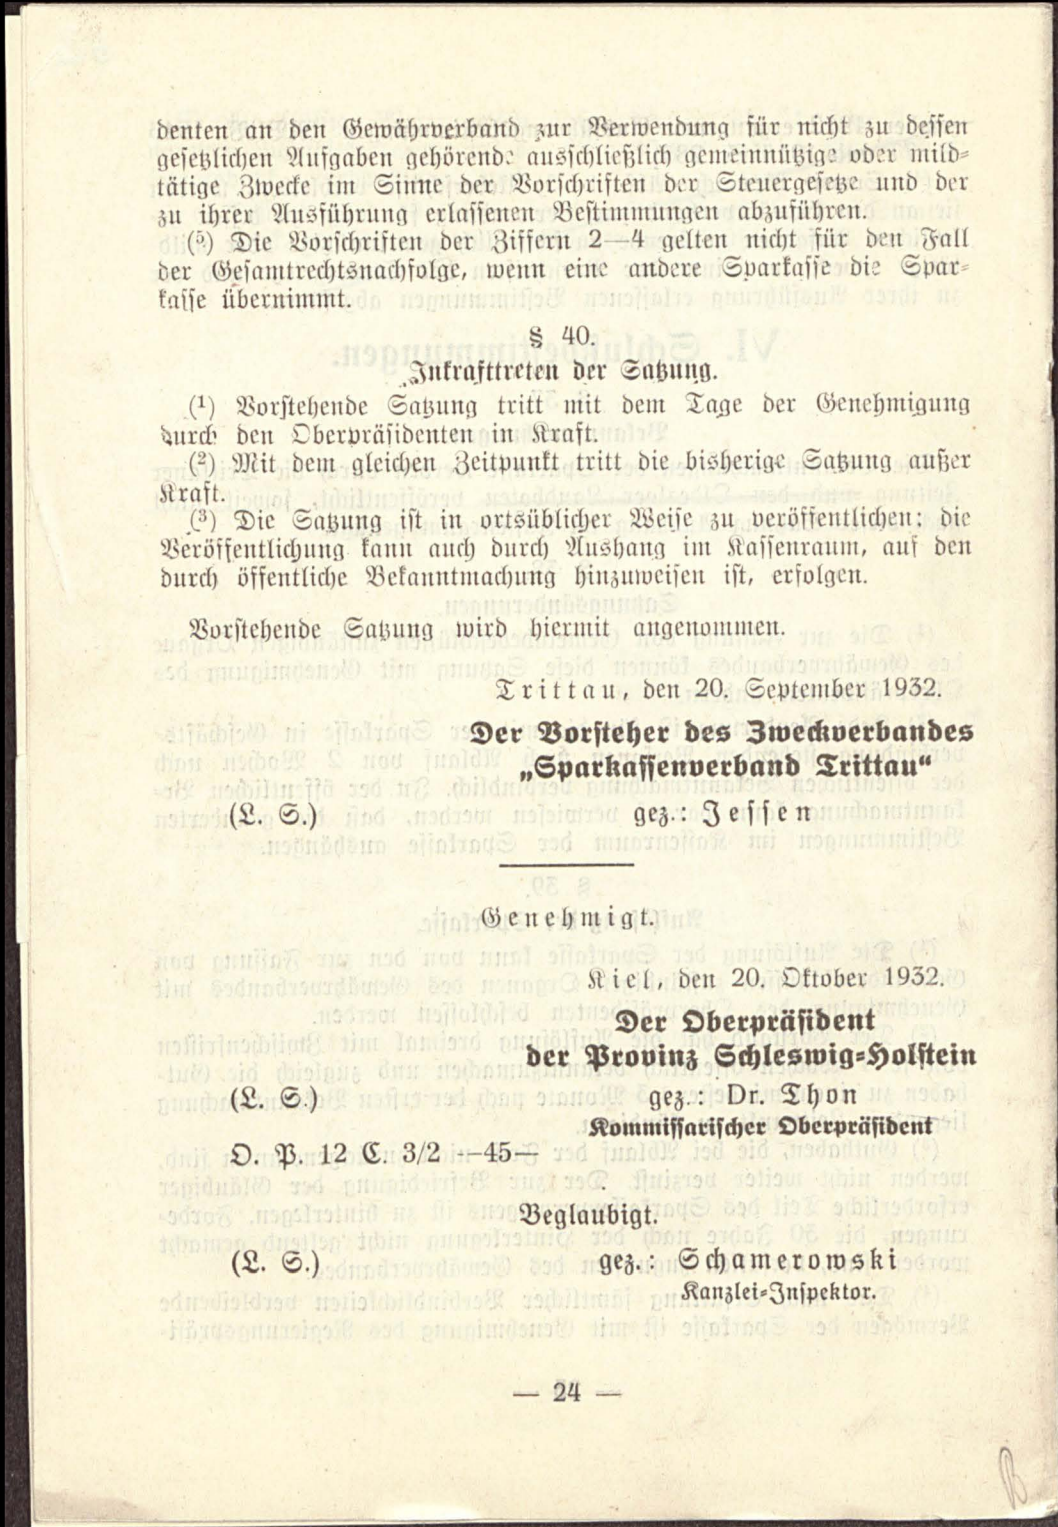 denten an den Gewährverband zur Verwendung für nicht zu dessen
gesetzlichen Aufgaben gehörende ausschließlich gemeinnützige oder mild-
tätige Zwecke im Sinne der Vorschriften der Steuergesetze und der
zu ihrer Ausführung erlassenen Bestimmungen abzuführen.
(5) Die Vorschriften der Ziffern 2—4 gelten nicht für den Fall
der Gesamtrechtsnachfolge, wenn eine andere Sparkasse die Spar-
kasse übernimmt.
§ 40.
Inkrafttreten der Satzung.
(1) Vorstehende Satzung tritt mit dem Tage der Genehmigung
durch den Oberpräsidenten in Kraft.
(2) Mit dem gleichen Zeitpunkt tritt die bisherige Satzung außer
Kraft.
(3) Die Satzung ist in ortsüblicher Weise zu veröffentlichen; die
Veröffentlichung kann auch durch Aushang im Kassenraum, auf den
durch öffentliche Bekanntmachung hinzuweisen ist, erfolgen.
Vorstehende Satzung wird hiermit angenommen.
Trittau, den 20. September 1932.
Der Vorsteher des Zweckverbandes
„Sparkassenverband Trittau“
(L. S.) gez.: Jessen
Genehmigt.
Kiel, den 20. Oktober 1932.
Der Oberpräsident
der Provinz Schleswig-Holstein
(L. S.) gez.: Dr. Thon
Kommissarischer Oberpräsident
O. P. 12 C. 3/2 —45—
Beglaubigt.
(L. S.) gez.: Schamerowski
Kanzlei-Inspektor.
— 24 —
B